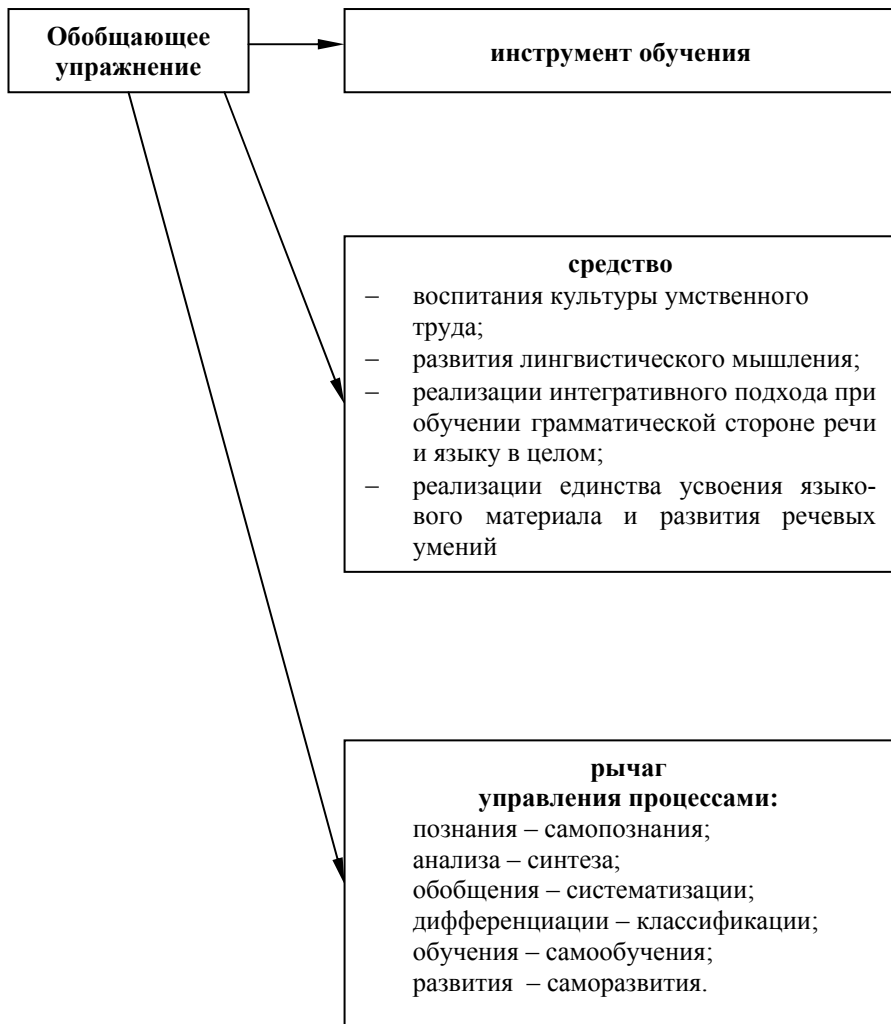 Обобщающее
упражнение
инструмент обучения
средство
– воспитания культуры умственного
труда;
– развития лингвистического мышления;
– реализации интегративного подхода при
обучении грамматической стороне речи
и языку в целом;
– реализации единства усвоения языко-
вого материала и развития речевых
умений
рычаг
управления процессами:
познания – самопознания;
анализа – синтеза;
обобщения – систематизации;
дифференциации – классификации;
обучения – самообучения;
развития – саморазвития.